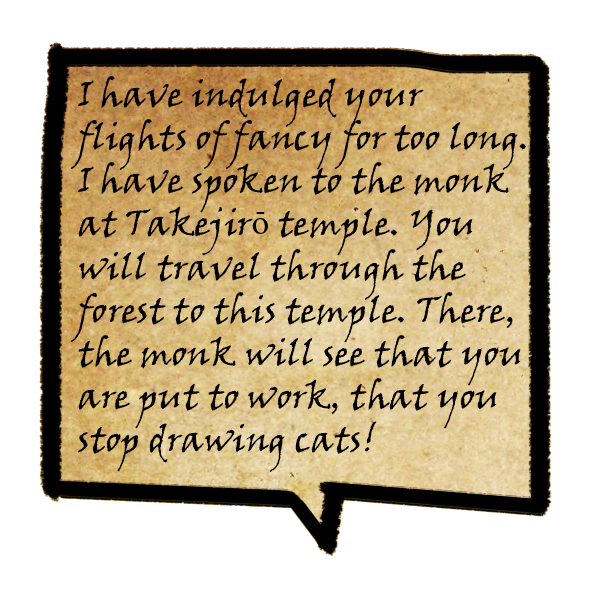 I have indulged your
flights of fancy for too long.
I have spoken to the monk
at Takejirō temple. You
will travel through the
forest to this temple. There,
the monk will see that you
are put to work, that you
stop drawing cats!